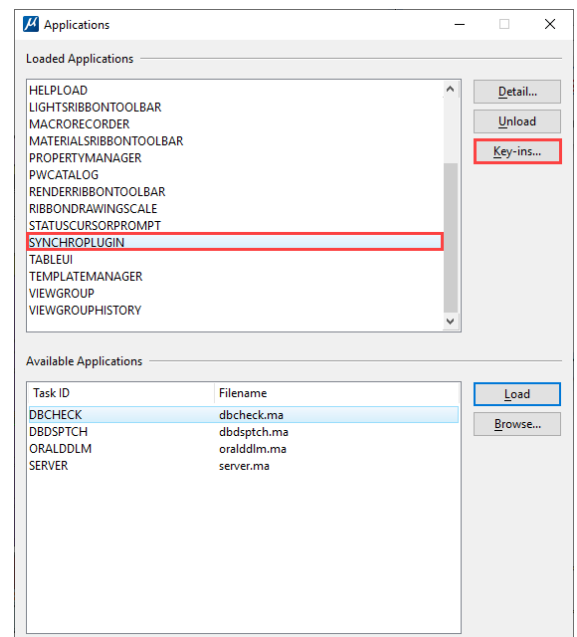 Applications
Loaded Applications
HELPLOAD
LIGHTSRIBBONTOOLBAR
MACRORECORDER
MATERIALSRIBBONTOOLBAR
PROPERTYMANAGER
PWCATALOG
RENDERRIBBONTOOLBAR
RIBBONDRAWINGSCALE
STATUSCURSORPROMPT
SYNCHROPLUGIN
TABLEUI
TEMPLATEMANAGER
VIEWGROUP
VIEWGROUPHISTORY
Detail...
Unload
Key-ins...
Available Applications
Task ID Filename
DBCHECK dbcheck.ma
DBDSPTCH dbdsptch.ma
ORALDDLM oralddlm.ma
SERVER server.ma
Load
Browse...